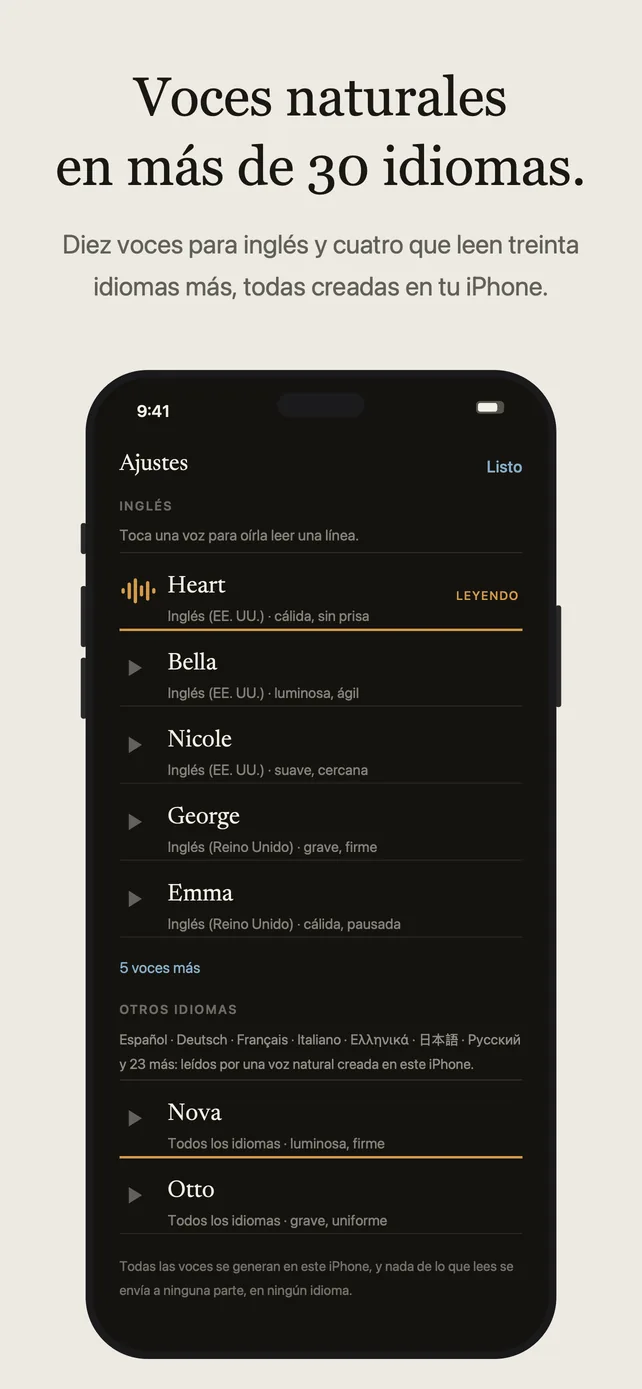 Voces naturales
en más de 30 idiomas.
Diez voces para inglés y cuatro que leen treinta
idiomas más, todas creadas en tu iPhone.
9:41
Ajustes
Listo
INGLÉS
Toca una voz para oírla leer una línea.
Heart
LEYENDO
Inglés (EE. UU.) · cálida, sin prisa
Bella
Inglés (EE. UU.) · luminosa, ágil
Nicole
Inglés (EE. UU.) · suave, cercana
George
Inglés (Reino Unido) · grave, firme
Emma
Inglés (Reino Unido) · cálida, pausada
5 voces más
OTROS IDIOMAS
Español · Deutsch · Français · Italiano · Ελληνικά · 日本語 · Русский
y 23 más: leídos por una voz natural creada en este iPhone.
Nova
Todos los idiomas · luminosa, firme
Otto
Todos los idiomas · grave, uniforme
Todas las voces se generan en este iPhone, y nada de lo que lees se
envía a ninguna parte, en ningún idioma.